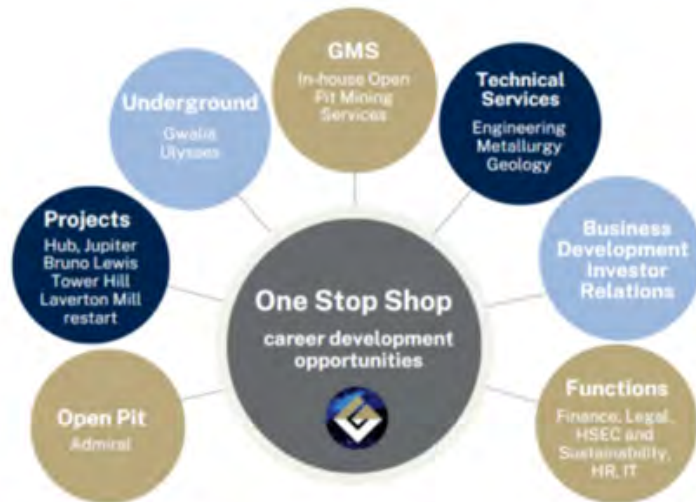 GMS
In-house Open
Pit Mining
Services
Underground
Gwalia
Ulysses
Technical
Services
Engineering
Metallurgy
Geology
Projects
Hub, Jupiter
Bruno Lewis
Tower Hill
Laverton Mill
restart
Business
Development
Investor
Relations
One Stop Shop
career development
opportunities
Open Pit
Admiral
Functions
Finance, Legal,
HSEC and
Sustainability,
HR, IT